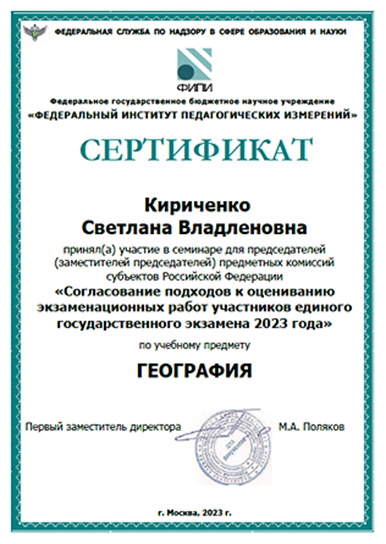 ФЕДЕРАЛЬНАЯ СЛУЖБА ПО НАДЗОРУ В СФЕРЕ ОБРАЗОВАНИЯ И НАУКИ
ФИПИ
Федеральное государственное бюджетное научное учреждение
«ФЕДЕРАЛЬНЫЙ ИНСТИТУТ ПЕДАГОГИЧЕСКИХ ИЗМЕРЕНИЙ»
СЕРТИФИКАТ
Кириченко
Светлана Владленовна
принял(а) участие в семинаре для председателей
(заместителей председателей) предметных комиссий
субъектов Российской Федерации
«Согласование подходов к оцениванию
экзаменационных работ участников единого
государственного экзамена 2023 года»
по учебному предмету
ГЕОГРАФИЯ
Первый заместитель директора М.А. Поляков
для
документов
г. Москва, 2023 г.